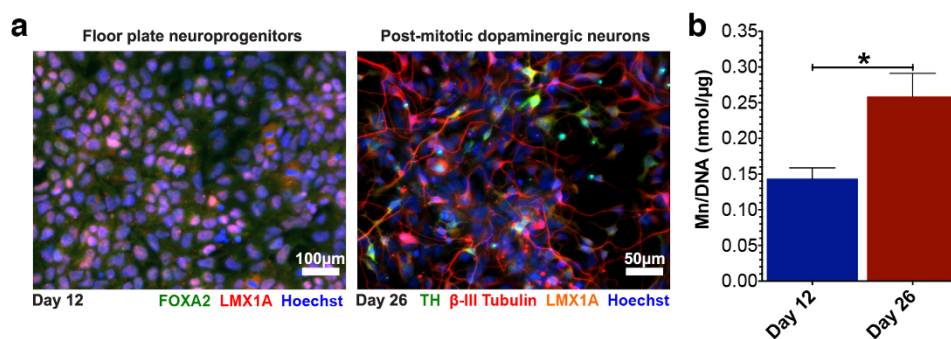 a
Floor plate neuroprogenitors
Post-mitotic dopaminergic neurons
100µm
50µm
Day 12 FOXA2 LMX1A Hoechst
Day 26 TH β-III Tubulin LMX1A Hoechst
b
Mn/DNA (nmol/µg)
0.35
0.30
0.25
0.20
0.15
0.10
0.05
0.00
*
Day 12
Day 26